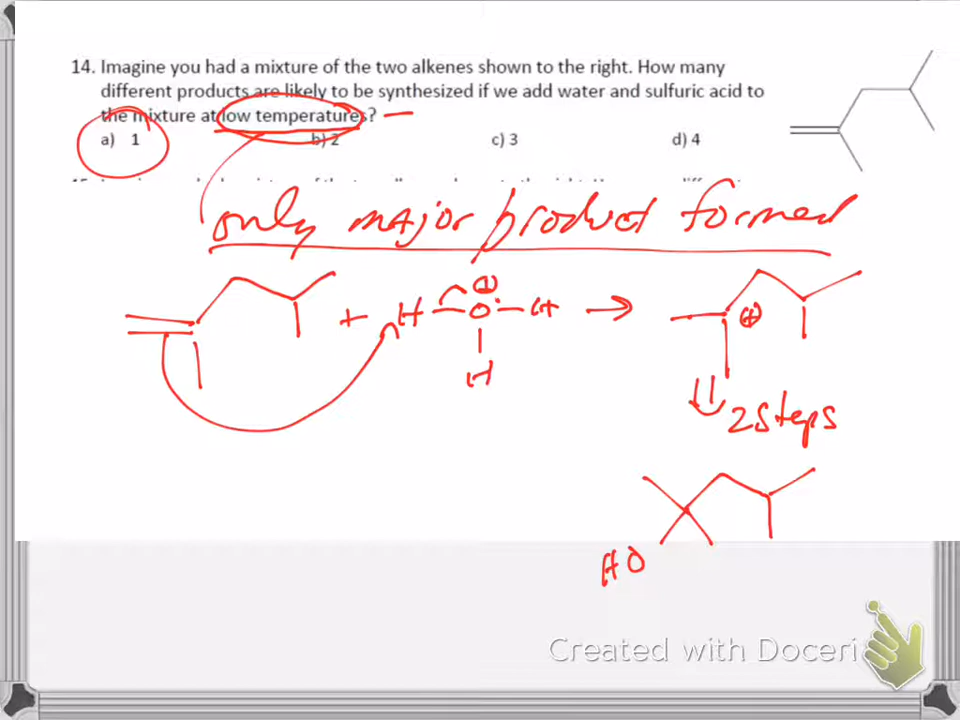 14. Imagine you had a mixture of the two alkenes shown to the right. How many
different products are likely to be synthesized if we add water and sulfuric acid to
the mixture at low temperatures?
a) 1 b) 2 c) 3 d) 4
only major product formed
+ H O H
H
2 steps
HO
Created with Doceri